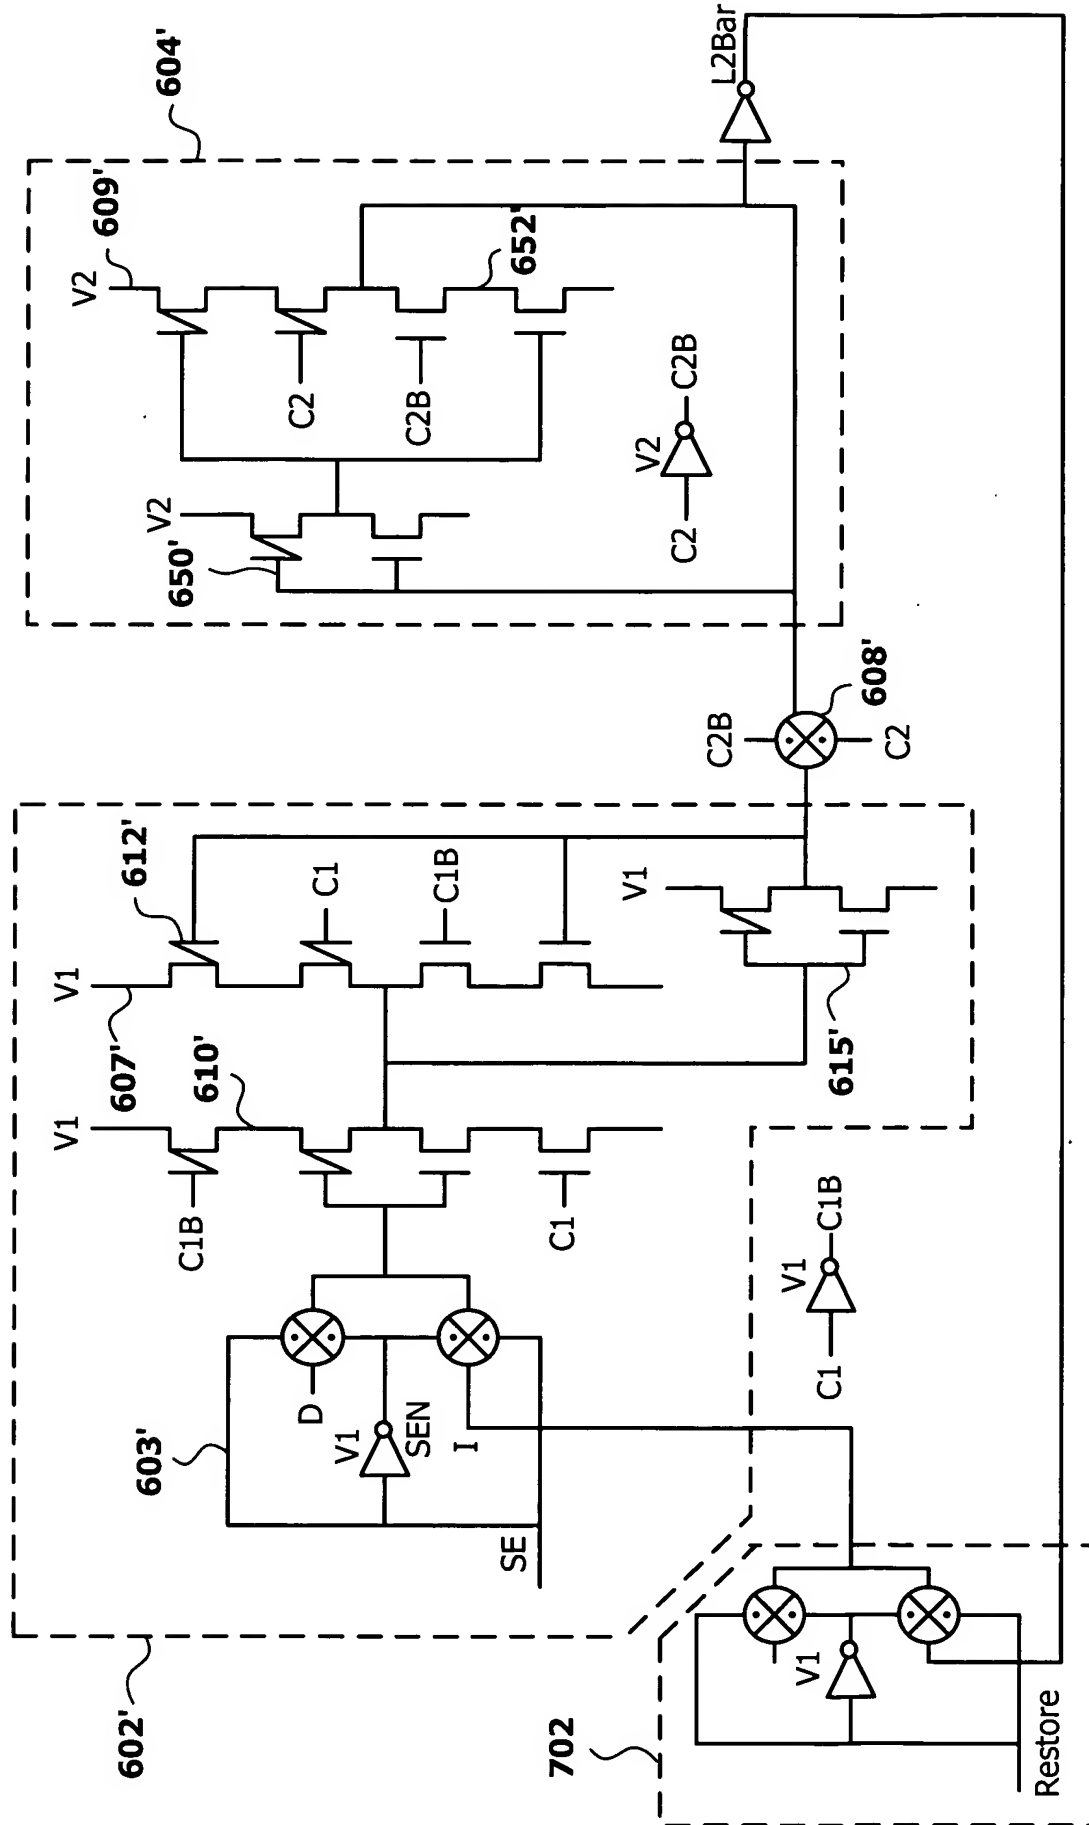 604'
L2Bar
609'
V2
652'
C2
C2B
V2
650'
V2
C2
C2B
608'
C2B
C2
612'
V1
C1
C1B
V1
607'
610'
V1
615'
C1B
C1
V1
C1
C1B
D
V1
SEN
I
603'
SE
602'
702
V1
Restore